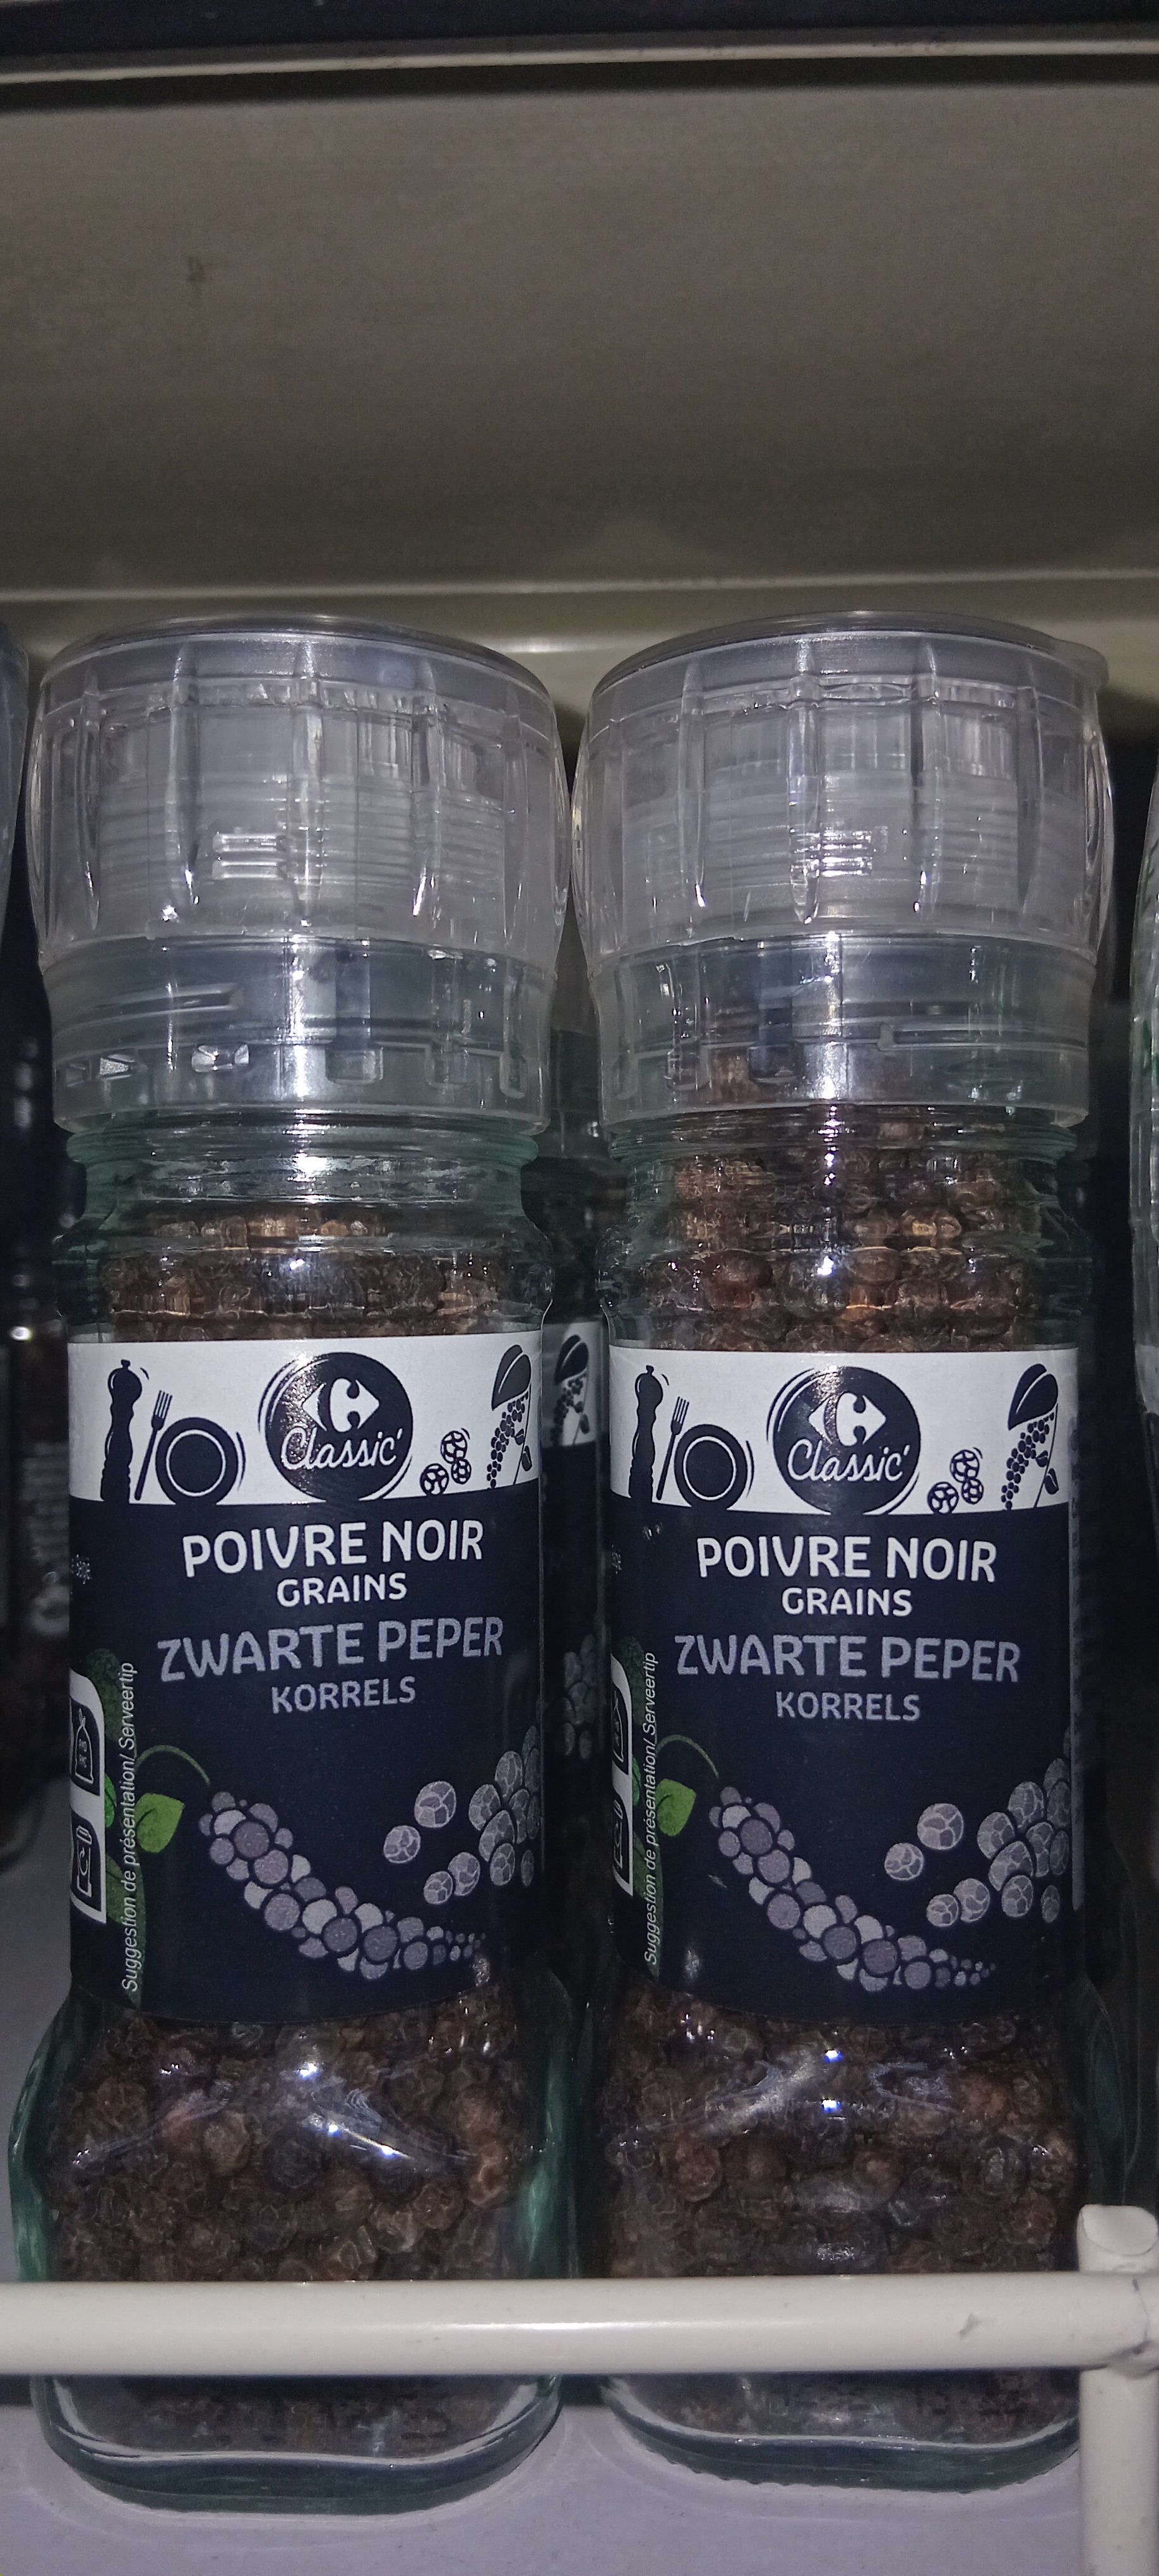 Classic'
POIVRE NOIR
GRAINS
ZWARTE PEPER
KORRELS
Suggestion de présentation/ Serveertip
Classic'
POIVRE NOIR
GRAINS
ZWARTE PEPER
KORRELS
Suggestion de présentation/ Serveertip